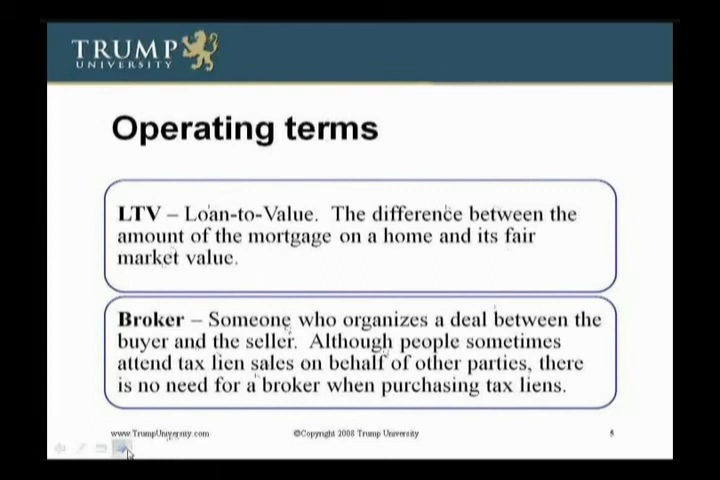 TRUMP
UNIVERSITY
Operating terms
LTV – Loan-to-Value. The difference between the
amount of the mortgage on a home and its fair
market value.
Broker – Someone who organizes a deal between the
buyer and the seller. Although people sometimes
attend tax lien sales on behalf of other parties, there
is no need for a broker when purchasing tax liens.
www.TrumpUniversity.com
©Copyright 2008 Trump University